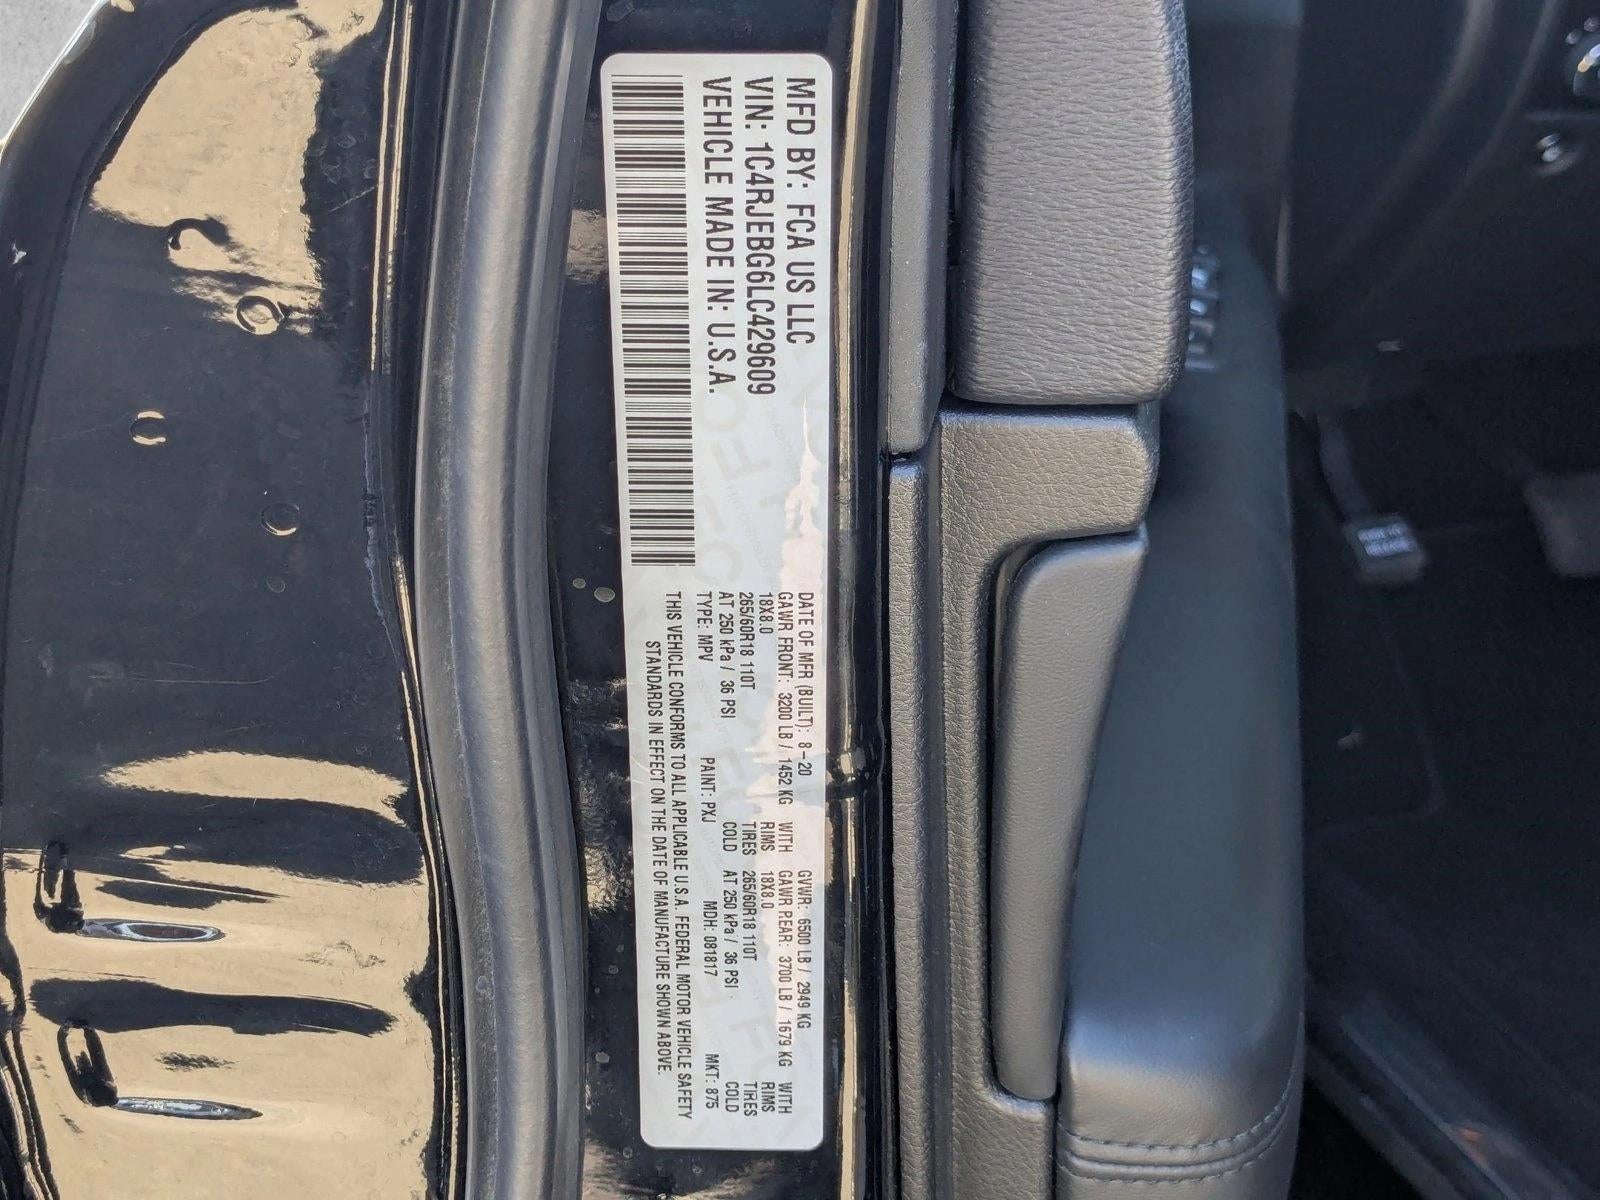 MFD BY: FCA US LLC
VIN: 1C4RJEBG6LC429609
VEHICLE MADE IN: U.S.A.
DATE OF MFR (BUILT): 8-20 GVWR: 6500 LB / 2949 KG
GAWR FRONT: 3200 LB / 1452 KG WITH GAWR REAR: 3700 LB / 1679 KG WITH
18X8.0 RIMS 18X8.0 RIMS
265/60R18 110T TIRES 265/60R18 110T TIRES
AT 250 kPa / 36 PSI COLD AT 250 kPa / 36 PSI COLD
TYPE: MPV PAINT: PXJ MDH: 081817 MKT: 875
THIS VEHICLE CONFORMS TO ALL APPLICABLE U.S.A. FEDERAL MOTOR VEHICLE SAFETY
STANDARDS IN EFFECT ON THE DATE OF MANUFACTURE SHOWN ABOVE.